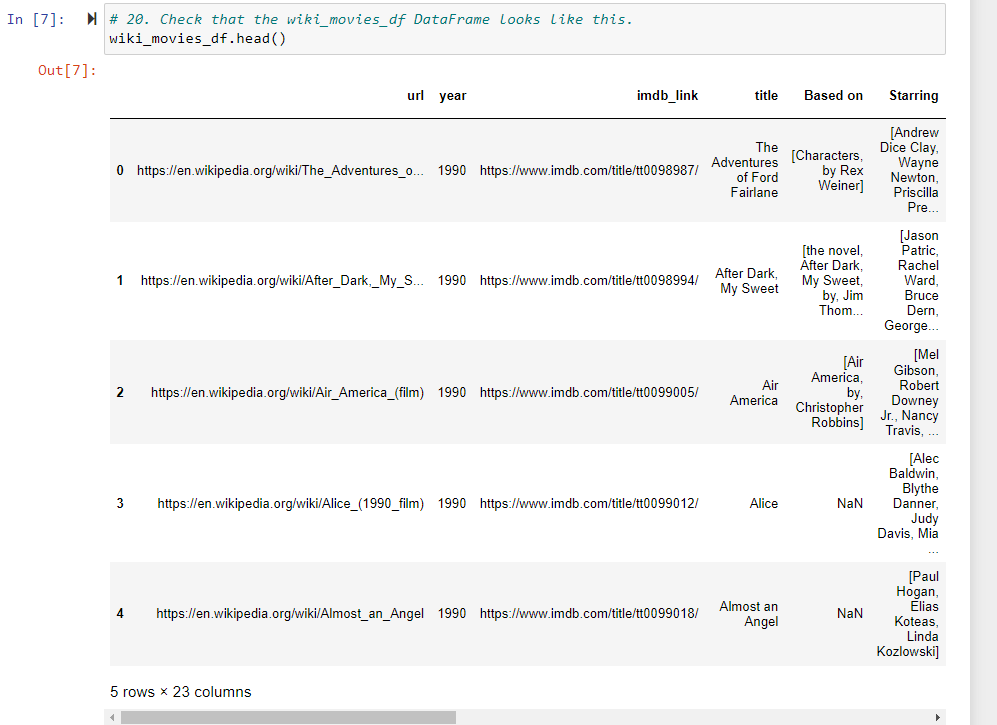 In [7]: # 20. Check that the wiki_movies_df DataFrame looks like this.
wiki_movies_df.head()
Out[7]:
url year imdb_link title Based on Starring
0 https://en.wikipedia.org/wiki/The_Adventures_o... 1990 https://www.imdb.com/title/tt0098987/ The Adventures of Ford Fairlane [Characters, by Rex Weiner] [Andrew Dice Clay, Wayne Newton, Priscilla Pre...
1 https://en.wikipedia.org/wiki/After_Dark,_My_S... 1990 https://www.imdb.com/title/tt0098994/ After Dark, My Sweet [the novel, After Dark, My Sweet, by, Jim Thom... [Jason Patric, Rachel Ward, Bruce Dern, George...
2 https://en.wikipedia.org/wiki/Air_America_(film) 1990 https://www.imdb.com/title/tt0099005/ Air America [Air America, by, Christopher Robbins] [Mel Gibson, Robert Downey Jr., Nancy Travis, ...
3 https://en.wikipedia.org/wiki/Alice_(1990_film) 1990 https://www.imdb.com/title/tt0099012/ Alice NaN [Alec Baldwin, Blythe Danner, Judy Davis, Mia ...
4 https://en.wikipedia.org/wiki/Almost_an_Angel 1990 https://www.imdb.com/title/tt0099018/ Almost an Angel NaN [Paul Hogan, Elias Koteas, Linda Kozlowski]
5 rows × 23 columns